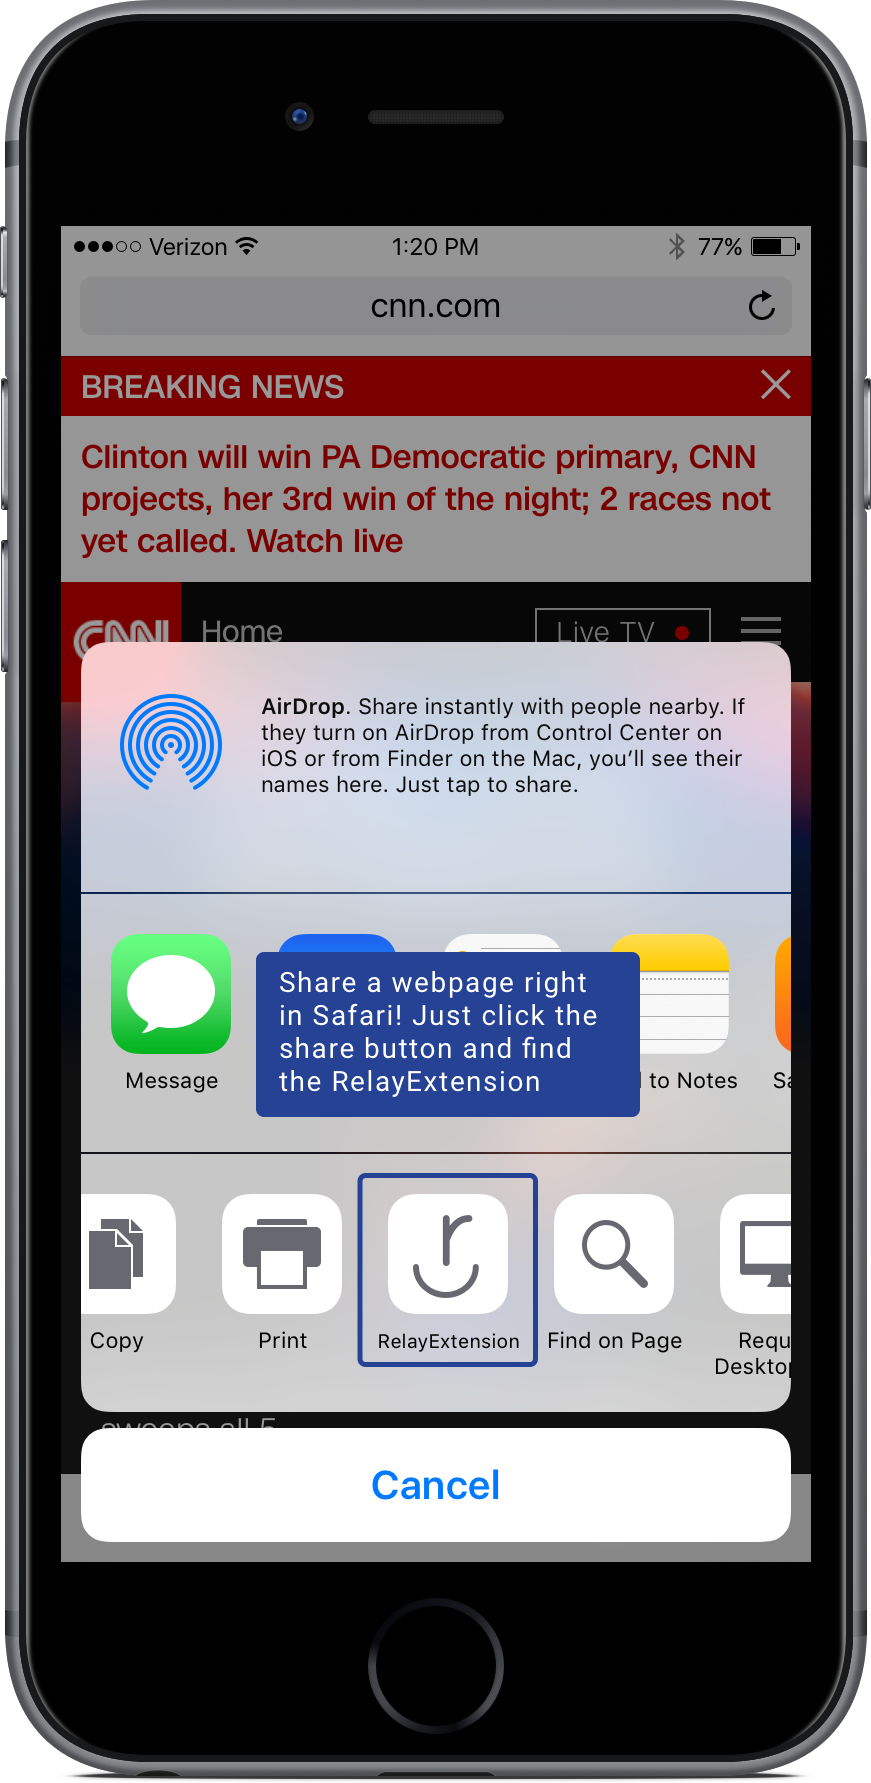 Verizon 1:20 PM 77%
cnn.com
BREAKING NEWS
Clinton will win PA Democratic primary, CNN
projects, her 3rd win of the night; 2 races not
yet called. Watch live
CNN Home Live TV
AirDrop. Share instantly with people nearby. If
they turn on AirDrop from Control Center on
iOS or from Finder on the Mac, you'll see their
names here. Just tap to share.
Share a webpage right
in Safari! Just click the
share button and find
the RelayExtension
Message to Notes
Copy Print RelayExtension Find on Page
sweeps all 5
Cancel